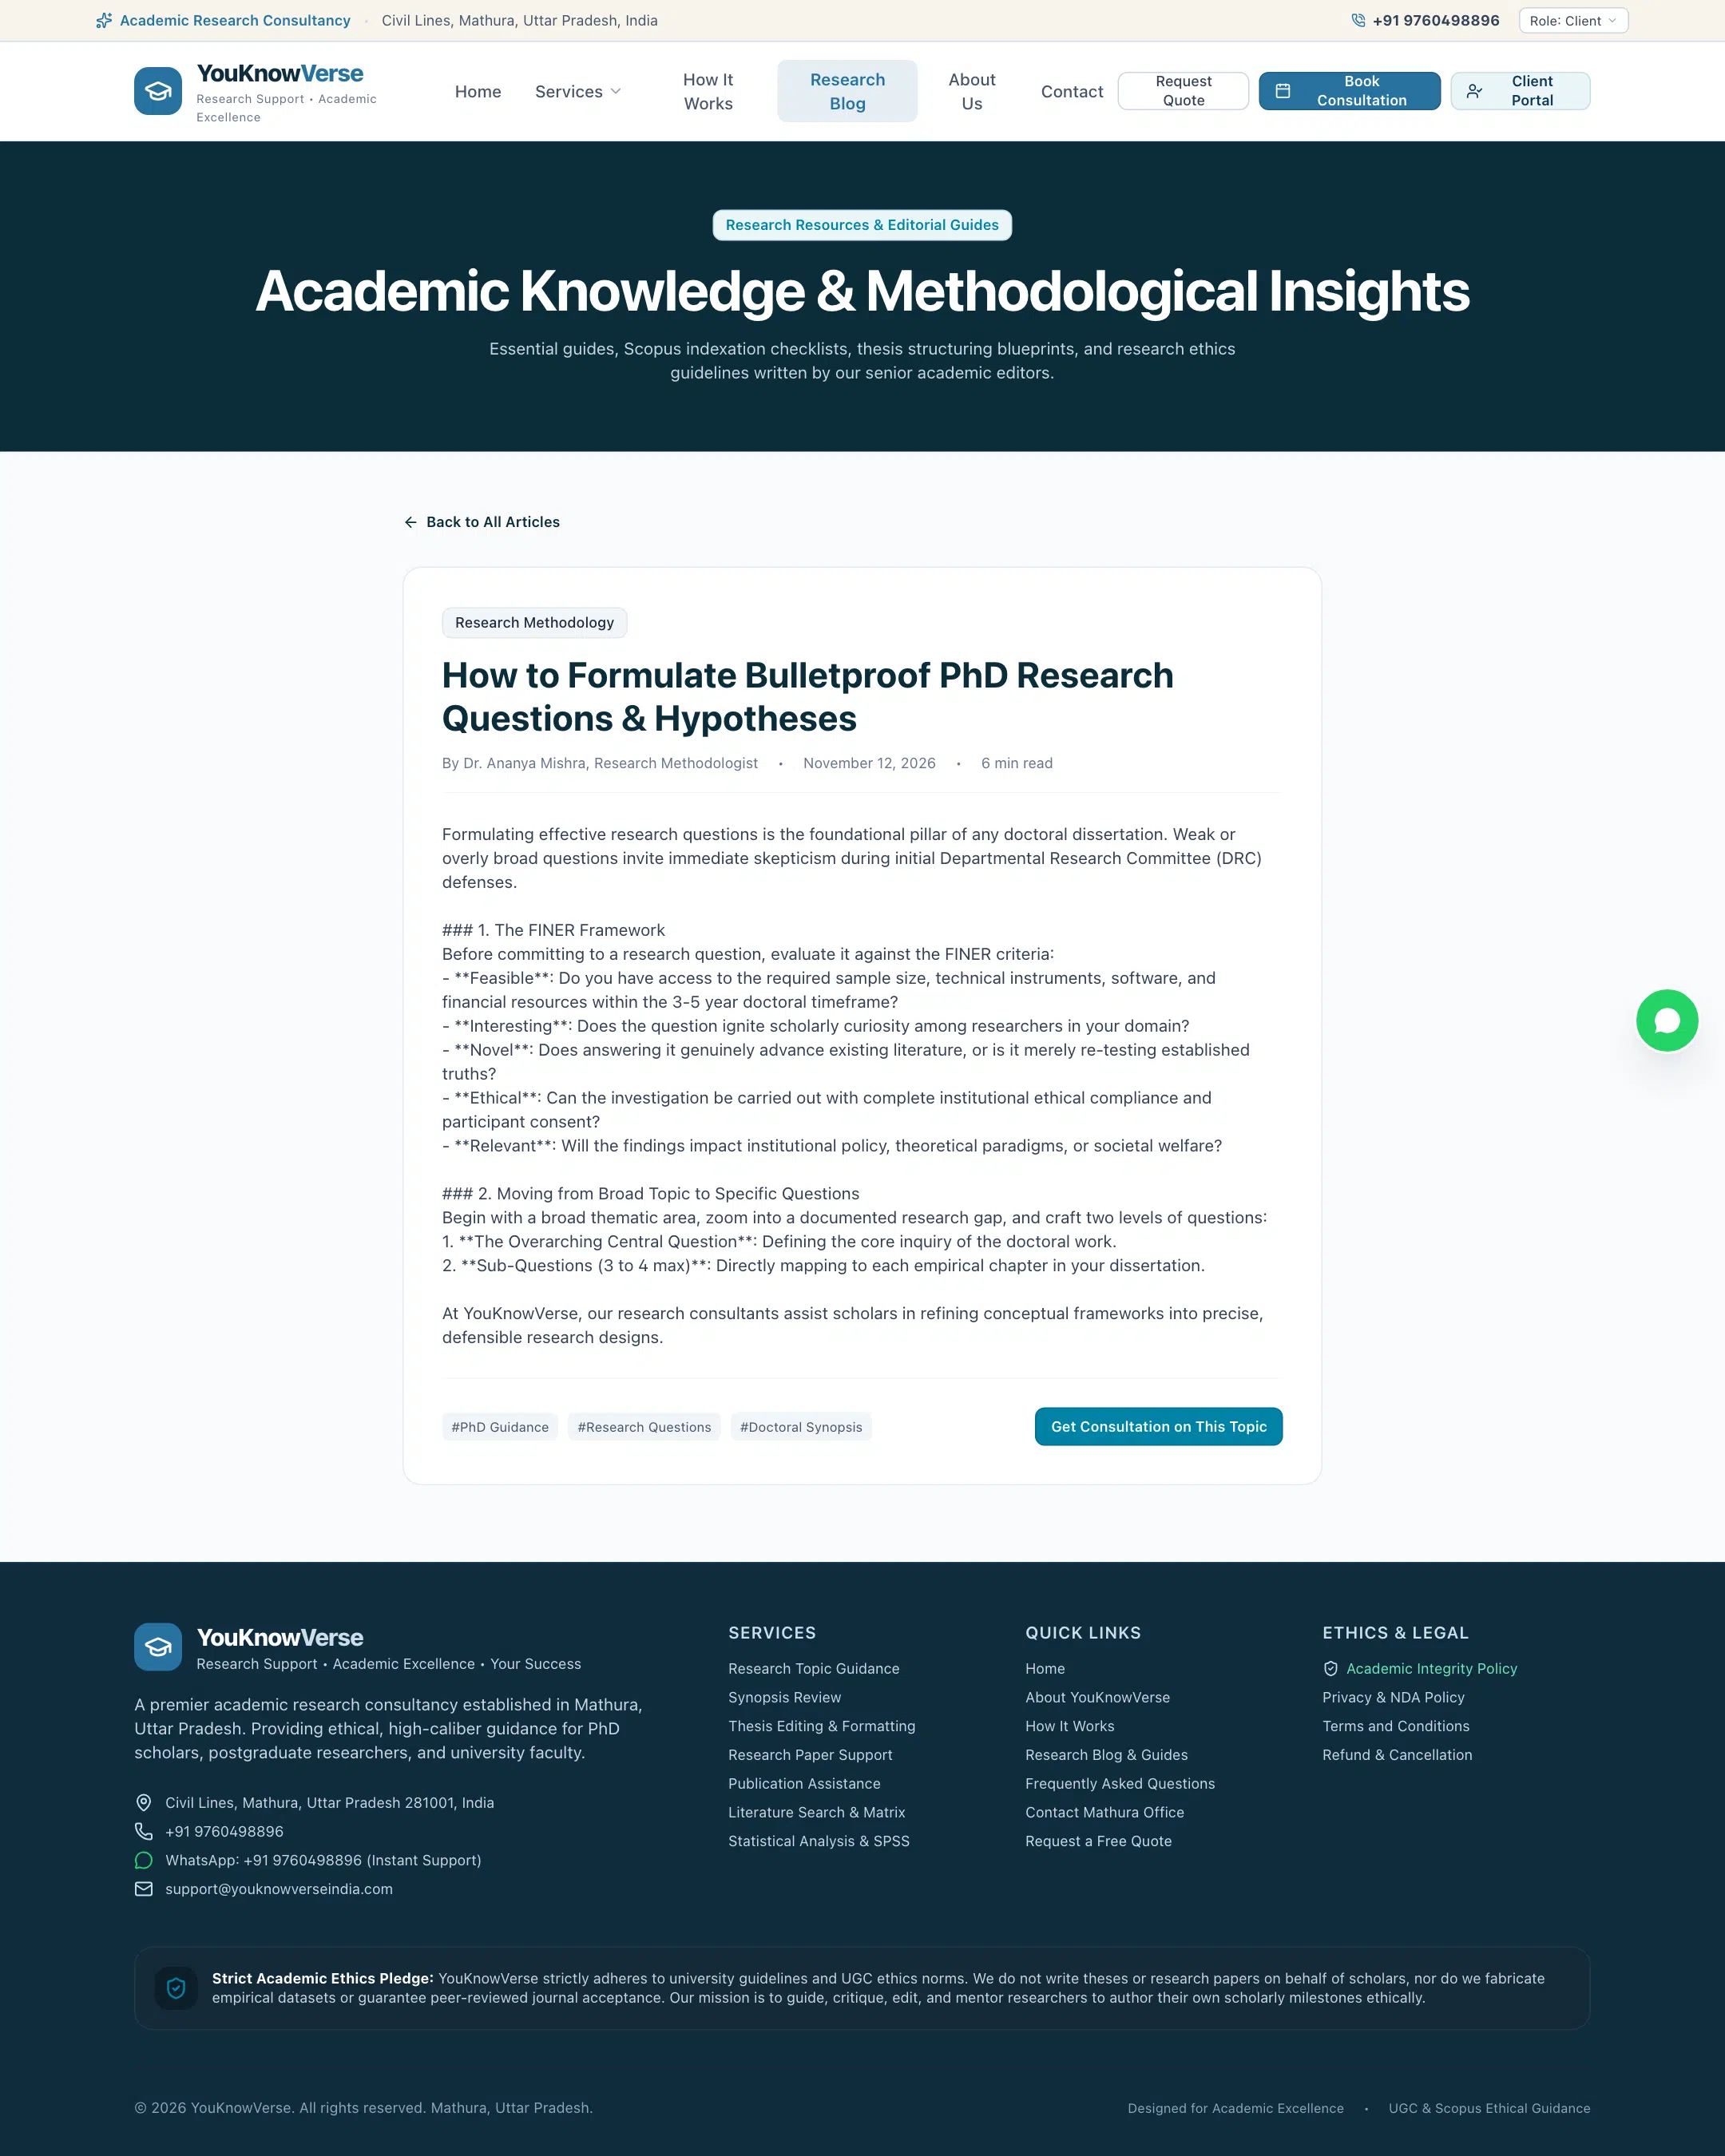 Academic Research Consultancy • Civil Lines, Mathura, Uttar Pradesh, India
+91 9760498896
Role: Client
YouKnowVerse
Research Support • Academic
Excellence
Home
Services
How It
Works
Research
Blog
About
Us
Contact
Request
Quote
Book
Consultation
Client
Portal
Research Resources & Editorial Guides
Academic Knowledge & Methodological Insights
Essential guides, Scopus indexation checklists, thesis structuring blueprints, and research ethics
guidelines written by our senior academic editors.
Back to All Articles
Research Methodology
How to Formulate Bulletproof PhD Research
Questions & Hypotheses
By Dr. Ananya Mishra, Research Methodologist • November 12, 2026 • 6 min read
Formulating effective research questions is the foundational pillar of any doctoral dissertation. Weak or
overly broad questions invite immediate skepticism during initial Departmental Research Committee (DRC)
defenses.
### 1. The FINER Framework
Before committing to a research question, evaluate it against the FINER criteria:
- **Feasible**: Do you have access to the required sample size, technical instruments, software, and
financial resources within the 3-5 year doctoral timeframe?
- **Interesting**: Does the question ignite scholarly curiosity among researchers in your domain?
- **Novel**: Does answering it genuinely advance existing literature, or is it merely re-testing established
truths?
- **Ethical**: Can the investigation be carried out with complete institutional ethical compliance and
participant consent?
- **Relevant**: Will the findings impact institutional policy, theoretical paradigms, or societal welfare?
### 2. Moving from Broad Topic to Specific Questions
Begin with a broad thematic area, zoom into a documented research gap, and craft two levels of questions:
1. **The Overarching Central Question**: Defining the core inquiry of the doctoral work.
2. **Sub-Questions (3 to 4 max)**: Directly mapping to each empirical chapter in your dissertation.
At YouKnowVerse, our research consultants assist scholars in refining conceptual frameworks into precise,
defensible research designs.
#PhD Guidance
#Research Questions
#Doctoral Synopsis
Get Consultation on This Topic
YouKnowVerse
Research Support • Academic Excellence • Your Success
A premier academic research consultancy established in Mathura,
Uttar Pradesh. Providing ethical, high-caliber guidance for PhD
scholars, postgraduate researchers, and university faculty.
Civil Lines, Mathura, Uttar Pradesh 281001, India
+91 9760498896
WhatsApp: +91 9760498896 (Instant Support)
support@youknowverseindia.com
SERVICES
Research Topic Guidance
Synopsis Review
Thesis Editing & Formatting
Research Paper Support
Publication Assistance
Literature Search & Matrix
Statistical Analysis & SPSS
QUICK LINKS
Home
About YouKnowVerse
How It Works
Research Blog & Guides
Frequently Asked Questions
Contact Mathura Office
Request a Free Quote
ETHICS & LEGAL
Academic Integrity Policy
Privacy & NDA Policy
Terms and Conditions
Refund & Cancellation
Strict Academic Ethics Pledge: YouKnowVerse strictly adheres to university guidelines and UGC ethics norms. We do not write theses or research papers on behalf of scholars, nor do we fabricate
empirical datasets or guarantee peer-reviewed journal acceptance. Our mission is to guide, critique, edit, and mentor researchers to author their own scholarly milestones ethically.
© 2026 YouKnowVerse. All rights reserved. Mathura, Uttar Pradesh.
Designed for Academic Excellence • UGC & Scopus Ethical Guidance